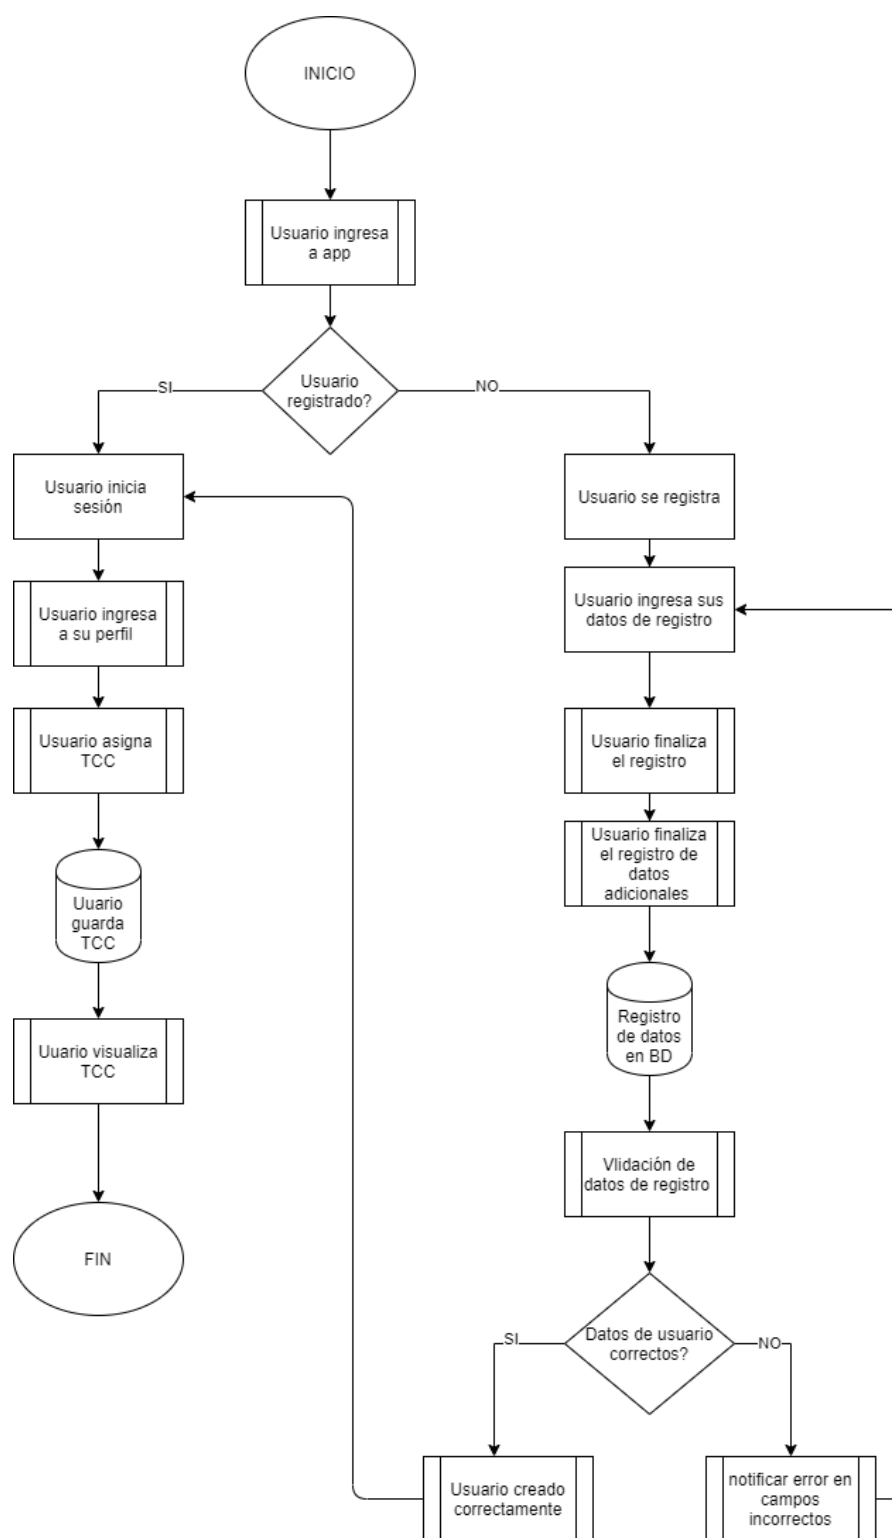 INICIO
Usuario ingresa
a app
Usuario
registrado?
SI
NO
Usuario inicia
sesión
Usuario ingresa
a su perfil
Usuario asigna
TCC
Uuario
guarda
TCC
Uuario visualiza
TCC
FIN
Usuario se registra
Usuario ingresa sus
datos de registro
Usuario finaliza
el registro
Usuario finaliza
el registro de
datos
adicionales
Registro
de datos
en BD
Vlidación de
datos de registro
Datos de usuario
correctos?
SI
NO
Usuario creado
correctamente
notificar error en
campos
incorrectos